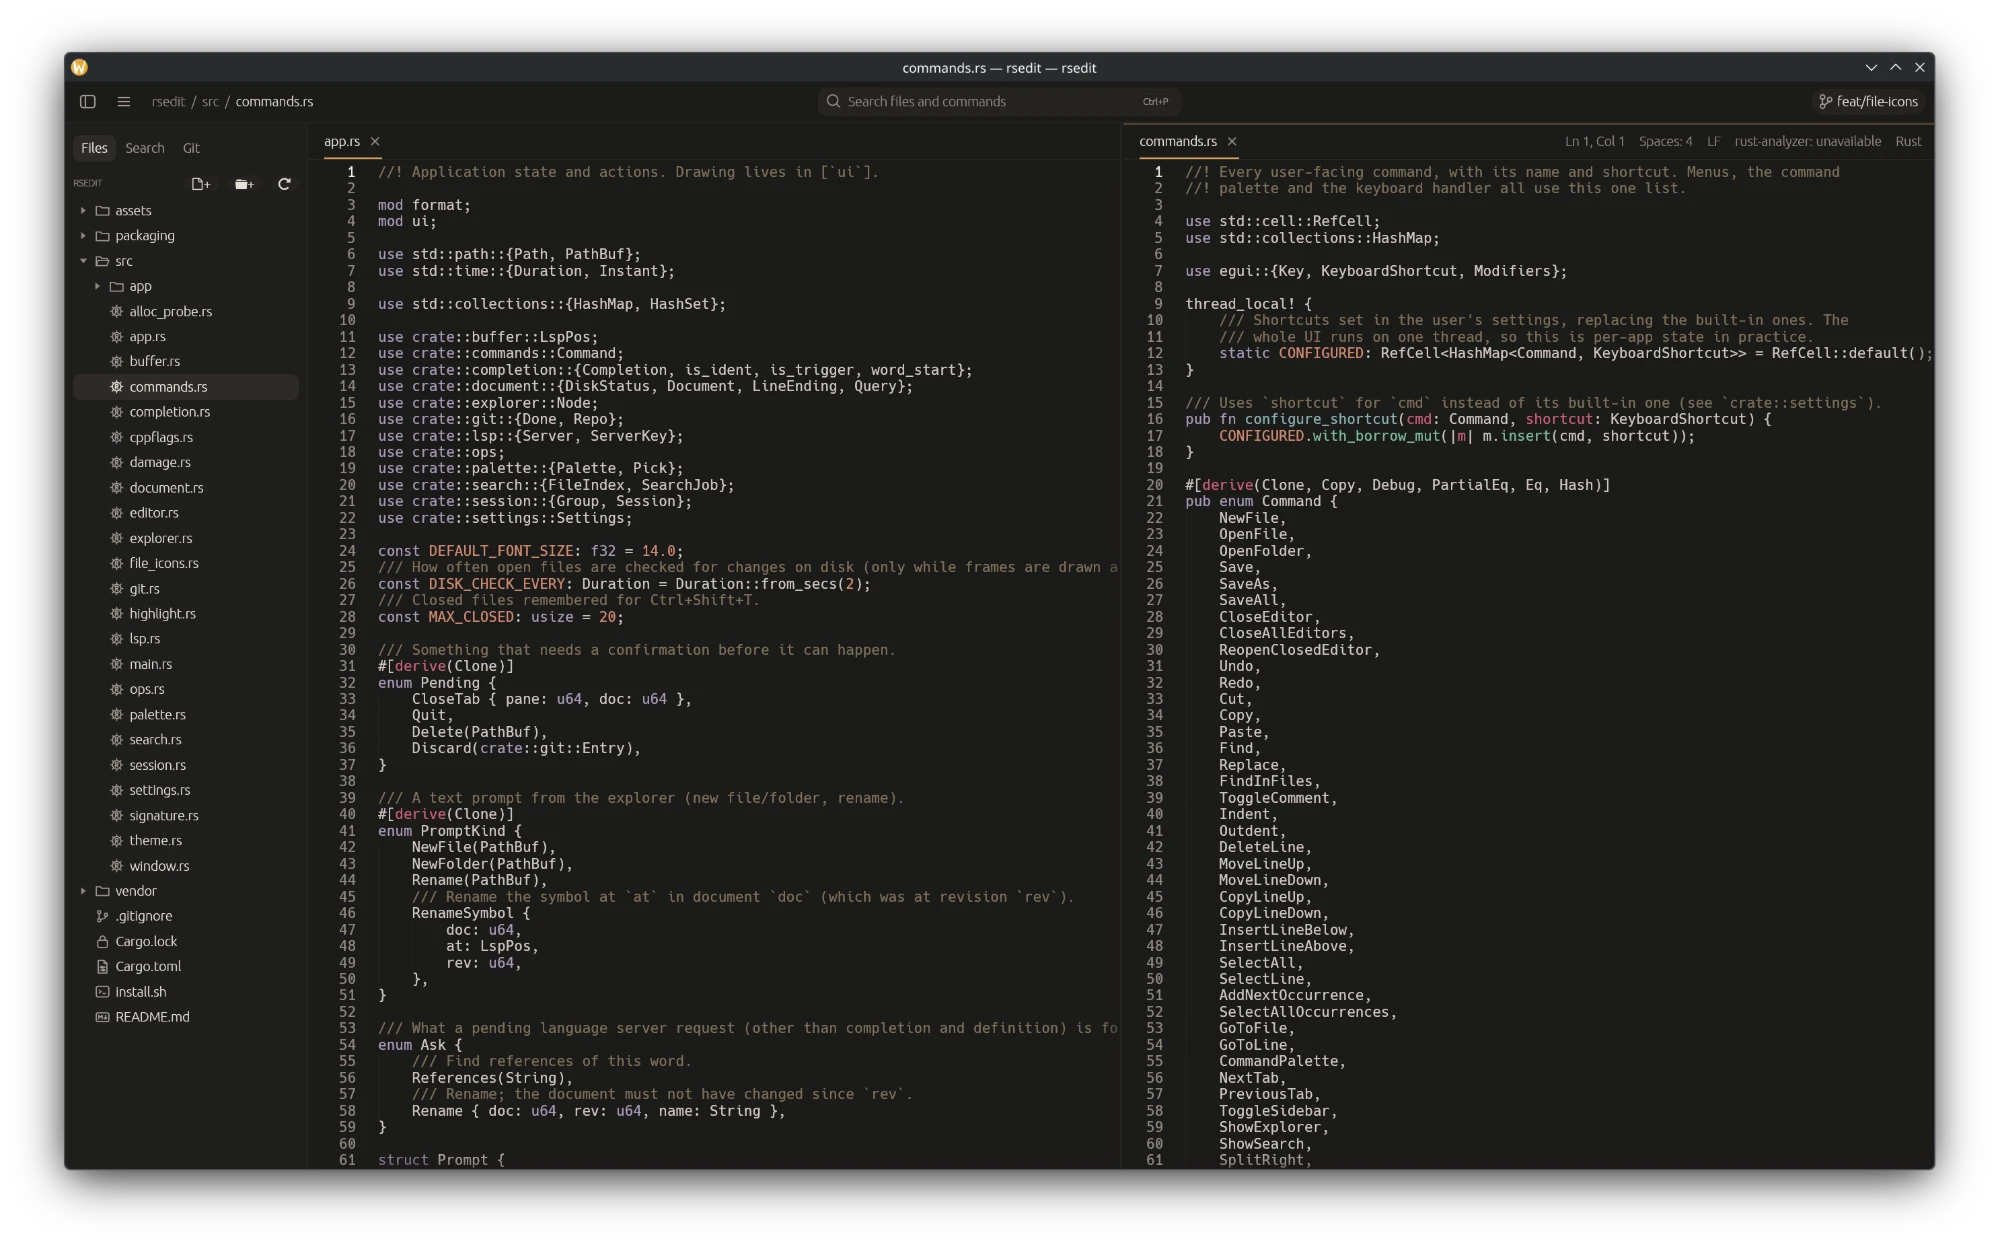 commands.rs — rsedit — rsedit
rsedit / src / commands.rs
Search files and commands Ctrl+P
feat/file-icons
Files Search Git
RSEDIT
assets
packaging
src
app
alloc_probe.rs
app.rs
buffer.rs
commands.rs
completion.rs
cppflags.rs
damage.rs
document.rs
editor.rs
explorer.rs
file_icons.rs
git.rs
highlight.rs
lsp.rs
main.rs
ops.rs
palette.rs
search.rs
session.rs
settings.rs
signature.rs
theme.rs
window.rs
vendor
.gitignore
Cargo.lock
Cargo.toml
install.sh
README.md
app.rs
1 //! Application state and actions. Drawing lives in [`ui`].
2
3 mod format;
4 mod ui;
5
6 use std::path::{Path, PathBuf};
7 use std::time::{Duration, Instant};
8
9 use std::collections::{HashMap, HashSet};
10
11 use crate::buffer::LspPos;
12 use crate::commands::Command;
13 use crate::completion::{Completion, is_ident, is_trigger, word_start};
14 use crate::document::{DiskStatus, Document, LineEnding, Query};
15 use crate::explorer::Node;
16 use crate::git::{Done, Repo};
17 use crate::lsp::{Server, ServerKey};
18 use crate::ops;
19 use crate::palette::{Palette, Pick};
20 use crate::search::{FileIndex, SearchJob};
21 use crate::session::{Group, Session};
22 use crate::settings::Settings;
23
24 const DEFAULT_FONT_SIZE: f32 = 14.0;
25 /// How often open files are checked for changes on disk (only while frames are drawn a
26 const DISK_CHECK_EVERY: Duration = Duration::from_secs(2);
27 /// Closed files remembered for Ctrl+Shift+T.
28 const MAX_CLOSED: usize = 20;
29
30 /// Something that needs a confirmation before it can happen.
31 #[derive(Clone)]
32 enum Pending {
33 CloseTab { pane: u64, doc: u64 },
34 Quit,
35 Delete(PathBuf),
36 Discard(crate::git::Entry),
37 }
38
39 /// A text prompt from the explorer (new file/folder, rename).
40 #[derive(Clone)]
41 enum PromptKind {
42 NewFile(PathBuf),
43 NewFolder(PathBuf),
44 Rename(PathBuf),
45 /// Rename the symbol at `at` in document `doc` (which was at revision `rev`).
46 RenameSymbol {
47 doc: u64,
48 at: LspPos,
49 rev: u64,
50 },
51 }
52
53 /// What a pending language server request (other than completion and definition) is fo
54 enum Ask {
55 /// Find references of this word.
56 References(String),
57 /// Rename; the document must not have changed since `rev`.
58 Rename { doc: u64, rev: u64, name: String },
59 }
60
61 struct Prompt {
commands.rs
Ln 1, Col 1 Spaces: 4 LF rust-analyzer: unavailable Rust
1 //! Every user-facing command, with its name and shortcut. Menus, the command
2 //! palette and the keyboard handler all use this one list.
3
4 use std::cell::RefCell;
5 use std::collections::HashMap;
6
7 use egui::{Key, KeyboardShortcut, Modifiers};
8
9 thread_local! {
10 /// Shortcuts set in the user's settings, replacing the built-in ones. The
11 /// whole UI runs on one thread, so this is per-app state in practice.
12 static CONFIGURED: RefCell<HashMap<Command, KeyboardShortcut>> = RefCell::default();
13 }
14
15 /// Uses `shortcut` for `cmd` instead of its built-in one (see `crate::settings`).
16 pub fn configure_shortcut(cmd: Command, shortcut: KeyboardShortcut) {
17 CONFIGURED.with_borrow_mut(|m| m.insert(cmd, shortcut));
18 }
19
20 #[derive(Clone, Copy, Debug, PartialEq, Eq, Hash)]
21 pub enum Command {
22 NewFile,
23 OpenFile,
24 OpenFolder,
25 Save,
26 SaveAs,
27 SaveAll,
28 CloseEditor,
29 CloseAllEditors,
30 ReopenClosedEditor,
31 Undo,
32 Redo,
33 Cut,
34 Copy,
35 Paste,
36 Find,
37 Replace,
38 FindInFiles,
39 ToggleComment,
40 Indent,
41 Outdent,
42 DeleteLine,
43 MoveLineUp,
44 MoveLineDown,
45 CopyLineUp,
46 CopyLineDown,
47 InsertLineBelow,
48 InsertLineAbove,
49 SelectAll,
50 SelectLine,
51 AddNextOccurrence,
52 SelectAllOccurrences,
53 GoToFile,
54 GoToLine,
55 CommandPalette,
56 NextTab,
57 PreviousTab,
58 ToggleSidebar,
59 ShowExplorer,
60 ShowSearch,
61 SplitRight,